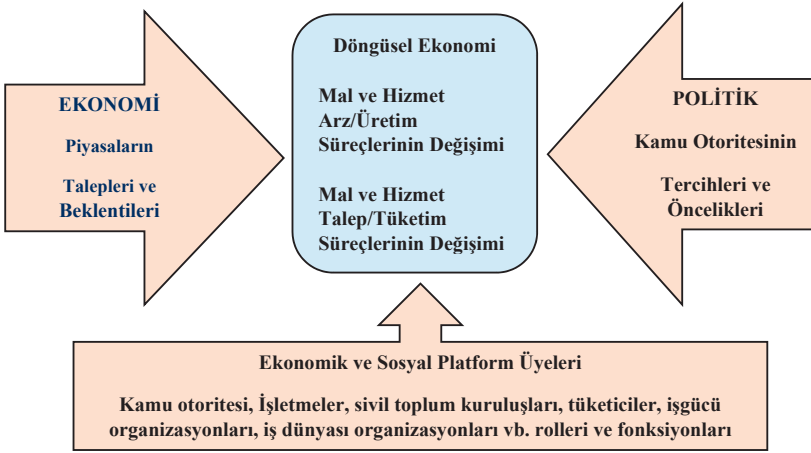 EKONOMİ
Piyasaların
Talepleri ve
Beklentileri
Döngüsel Ekonomi
Mal ve Hizmet
Arz/Üretim
Süreçlerinin Değişimi
Mal ve Hizmet
Talep/Tüketim
Süreçlerinin Değişimi
POLİTİK
Kamu Otoritesinin
Tercihleri ve
Öncelikleri
Ekonomik ve Sosyal Platform Üyeleri
Kamu otoritesi, İşletmeler, sivil toplum kuruluşları, tüketiciler, işgücü
organizasyonları, iş dünyası organizasyonları vb. rolleri ve fonksiyonları